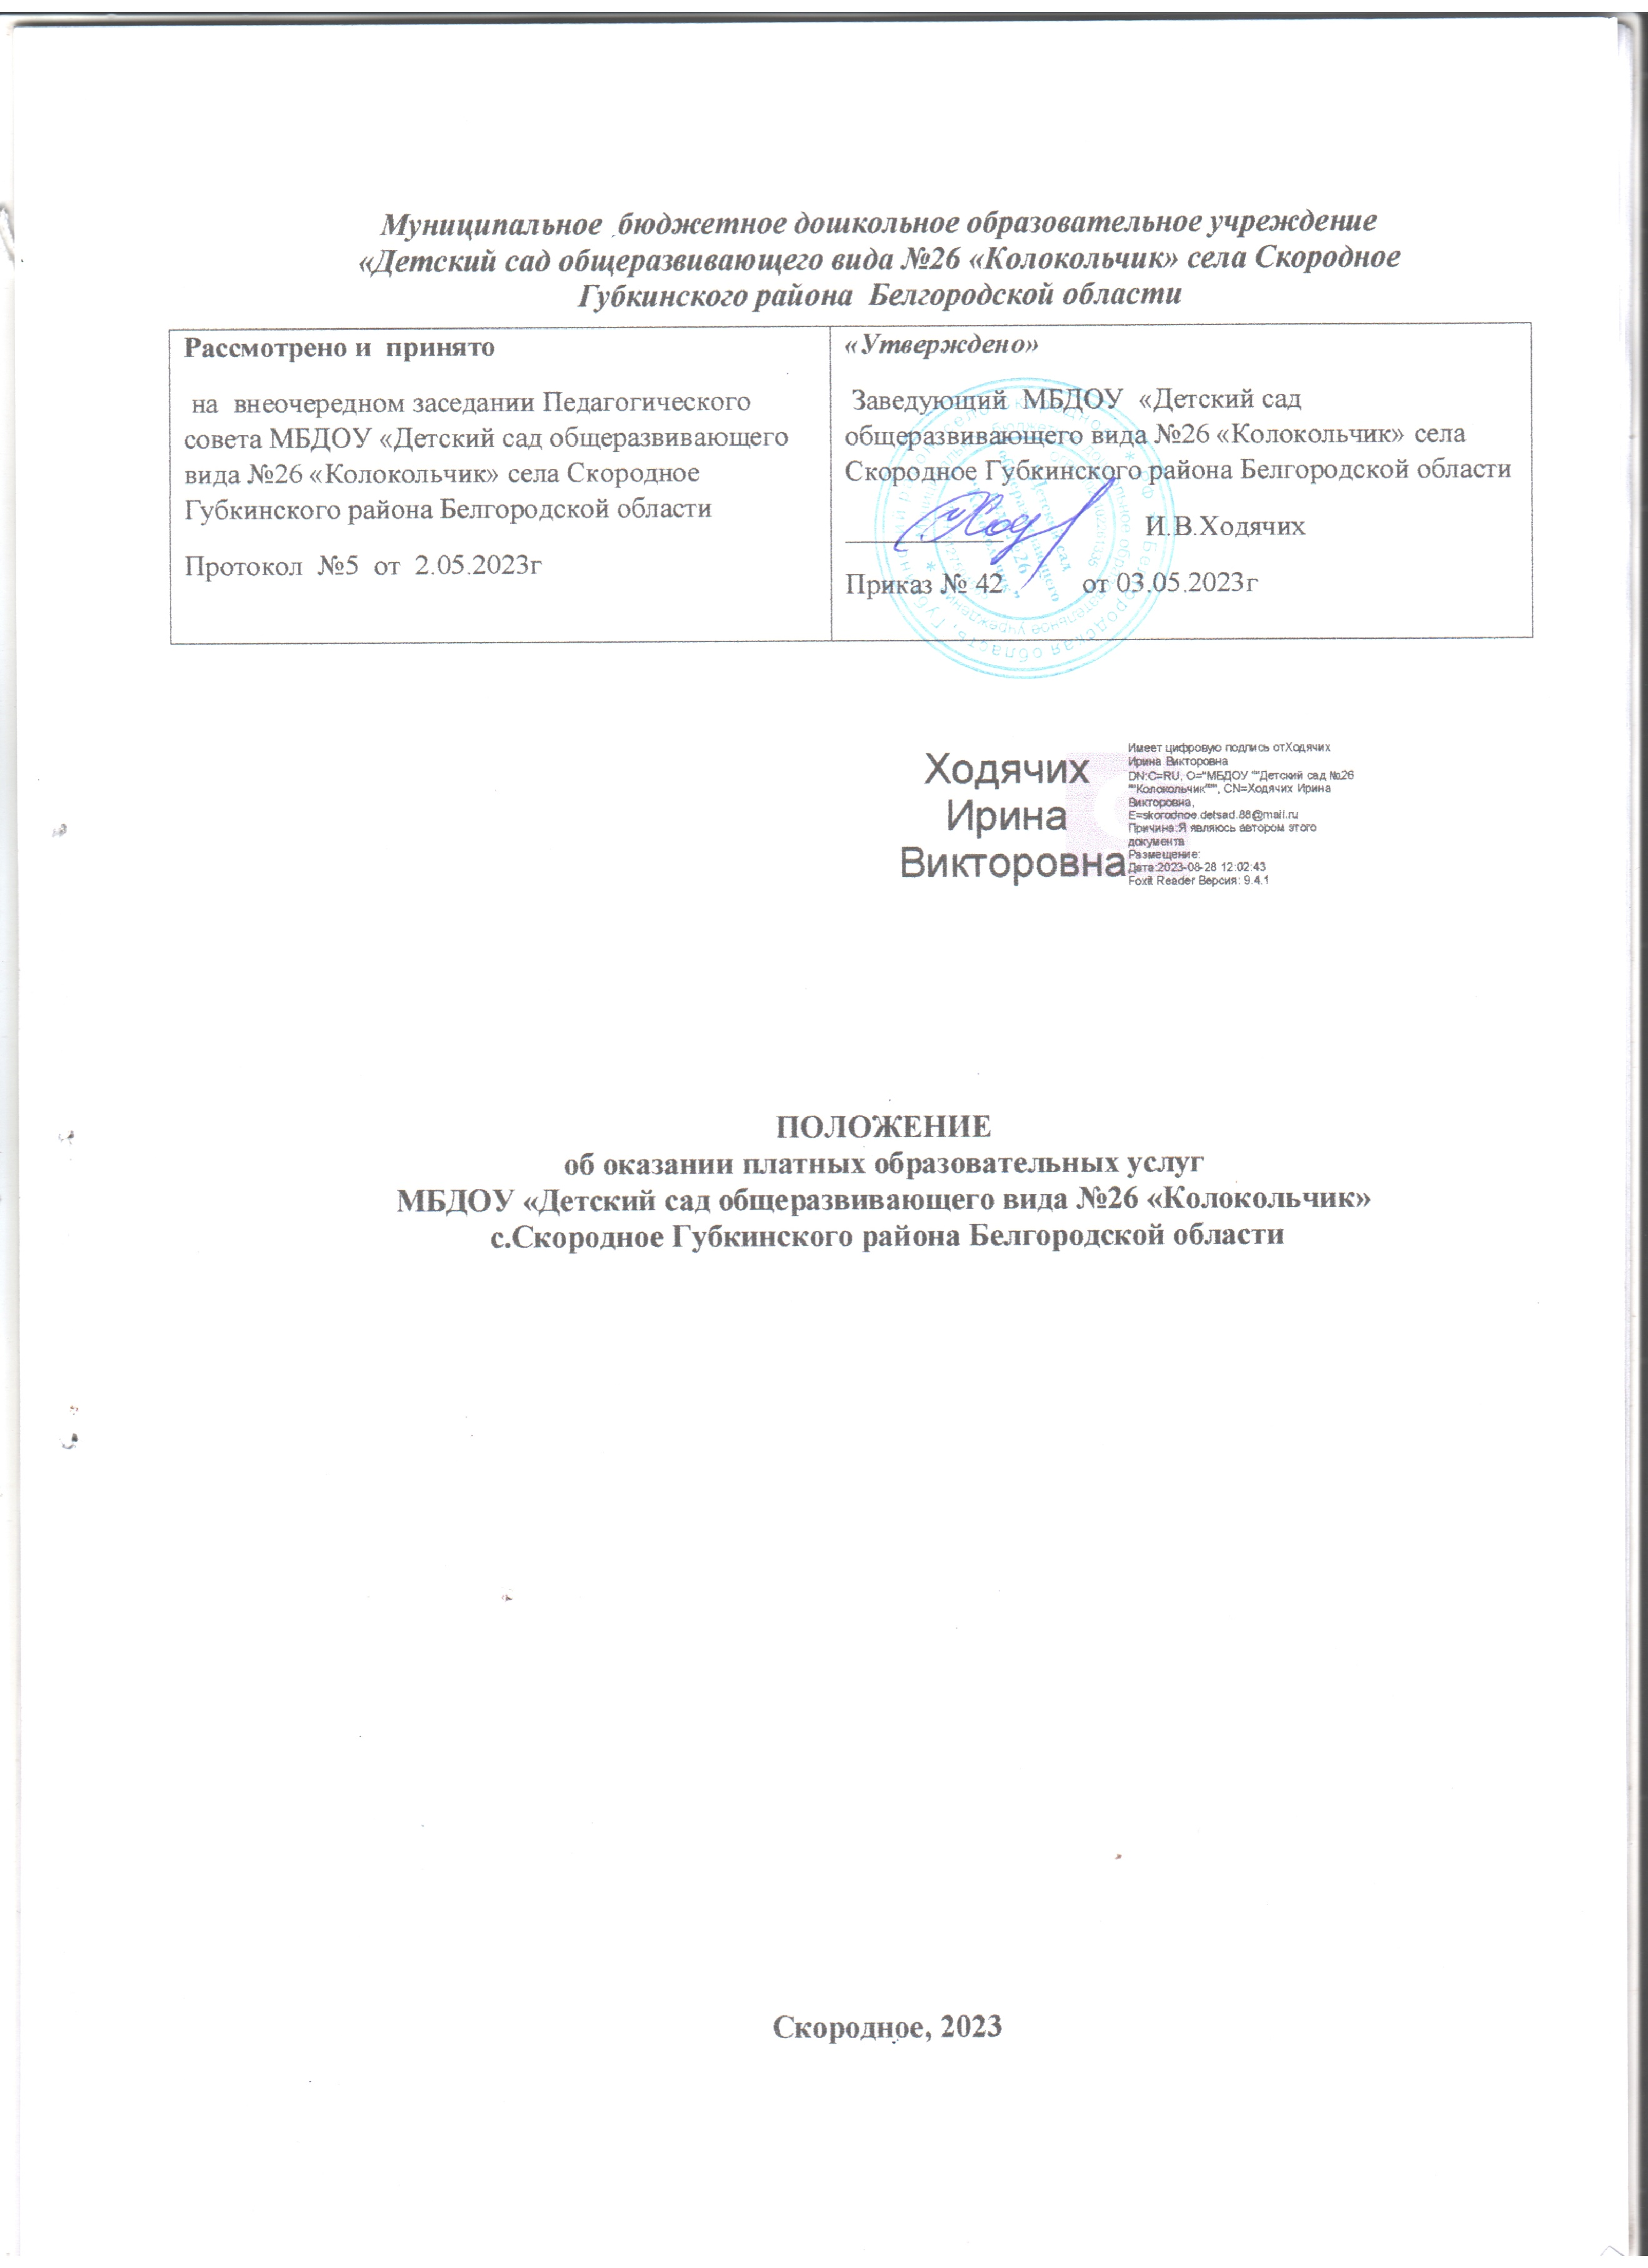 Муниципальное бюджетное дошкольное образовательное учреждение
«Детский сад общеразвивающего вида №26 «Колокольчик» села Скородное
Губкинского района Белгородской области
Рассмотрено и принято
на внеочередном заседании Педагогического
совета МБДОУ «Детский сад общеразвивающего
вида №26 «Колокольчик» села Скородное
Губкинского района Белгородской области
Протокол №5 от 2.05.2023г
«Утверждено»
Заведующий МБДОУ «Детский сад
общеразвивающего вида №26 «Колокольчик» села
Скородное Губкинского района Белгородской области
И.В.Ходячих
Приказ № 42 от 03.05.2023г
Ходячих
Ирина
Викторовна
Имеет цифровую подпись от:Ходячих
Ирина Викторовна
DN:C=RU, O="МБДОУ ""Детский сад №26
""Колокольчик""", CN=Ходячих Ирина
Викторовна,
E=skorodnoe.detsad.88@mail.ru
Причина:Я являюсь автором этого
документа
Размещение:
Дата:2023-08-28 12:02:43
Foxit Reader Версия: 9.4.1
ПОЛОЖЕНИЕ
об оказании платных образовательных услуг
МБДОУ «Детский сад общеразвивающего вида №26 «Колокольчик»
с.Скородное Губкинского района Белгородской области
Скородное, 2023